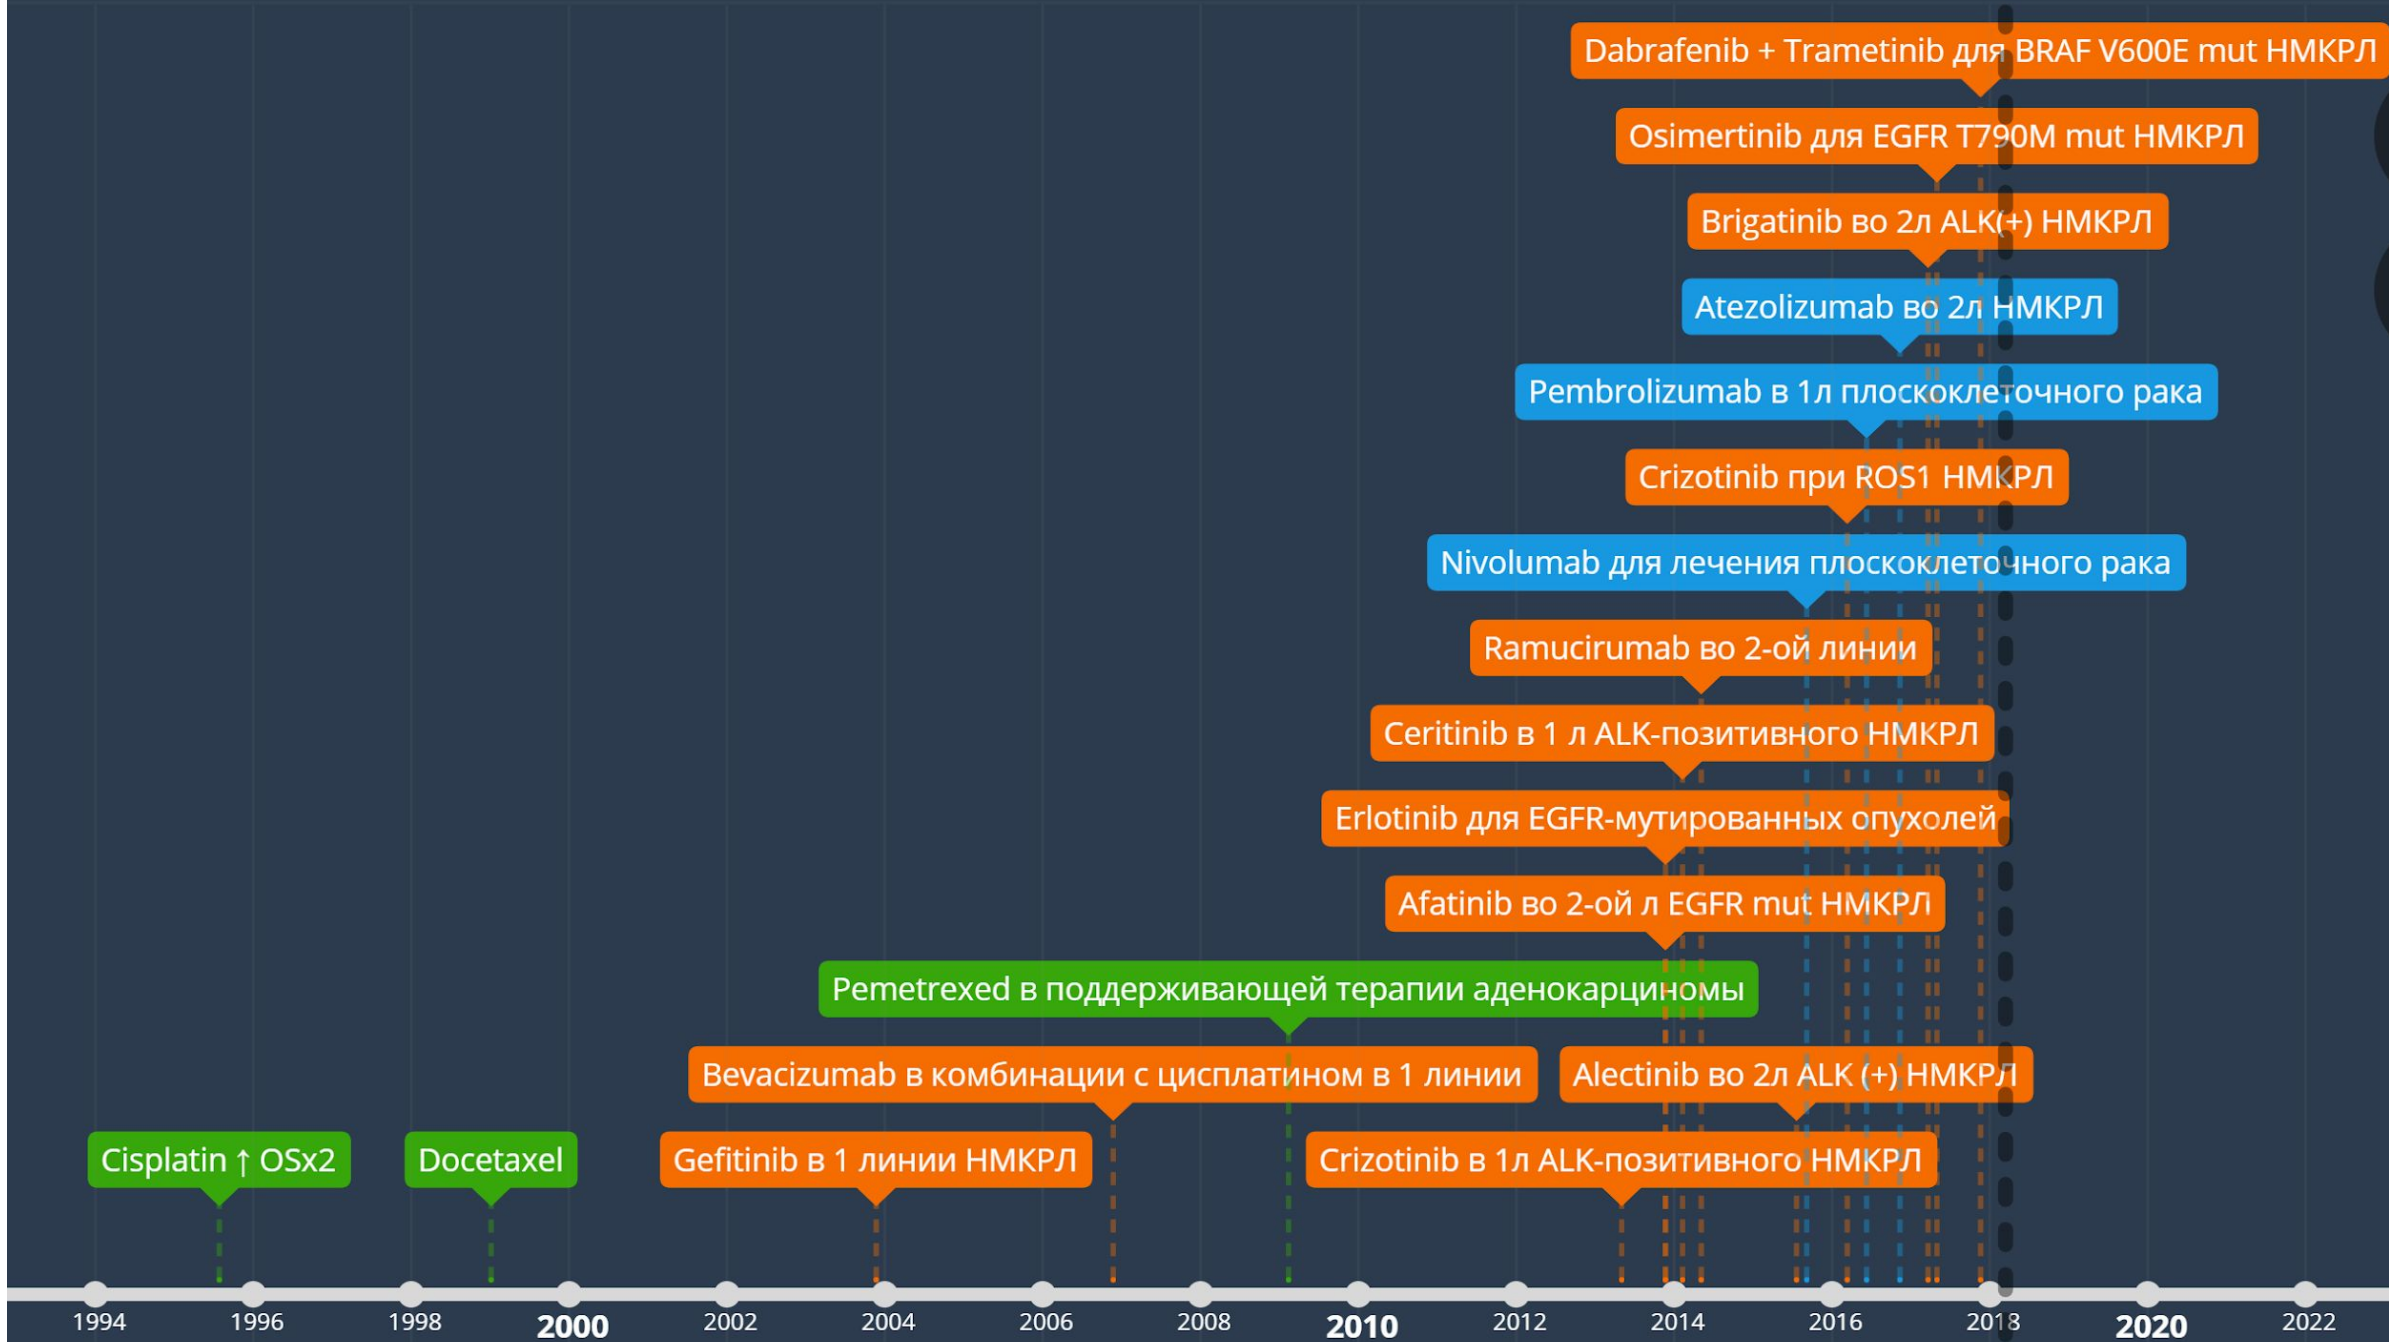 Dabrafenib + Trametinib для BRAF V600E mut НМКРЛ
Osimertinib для EGFR T790M mut НМКРЛ
Brigatinib во 2л ALK(+) НМКРЛ
Atezolizumab во 2л НМКРЛ
Pembrolizumab в 1л плоскоклеточного рака
Crizotinib при ROS1 НМКРЛ
Nivolumab для лечения плоскоклеточного рака
Ramucirumab во 2-ой линии
Ceritinib в 1 л ALK-позитивного НМКРЛ
Erlotinib для EGFR-мутированных опухолей
Afatinib во 2-ой л EGFR mut НМКРЛ
Pemetrexed в поддерживающей терапии аденокарциномы
Bevacizumab в комбинации с цисплатином в 1 линии
Alectinib во 2л ALK (+) НМКРЛ
Cisplatin ↑ OSx2
Docetaxel
Gefitinib в 1 линии НМКРЛ
Crizotinib в 1л ALK-позитивного НМКРЛ
1994 1996 1998 2000 2002 2004 2006 2008 2010 2012 2014 2016 2018 2020 2022